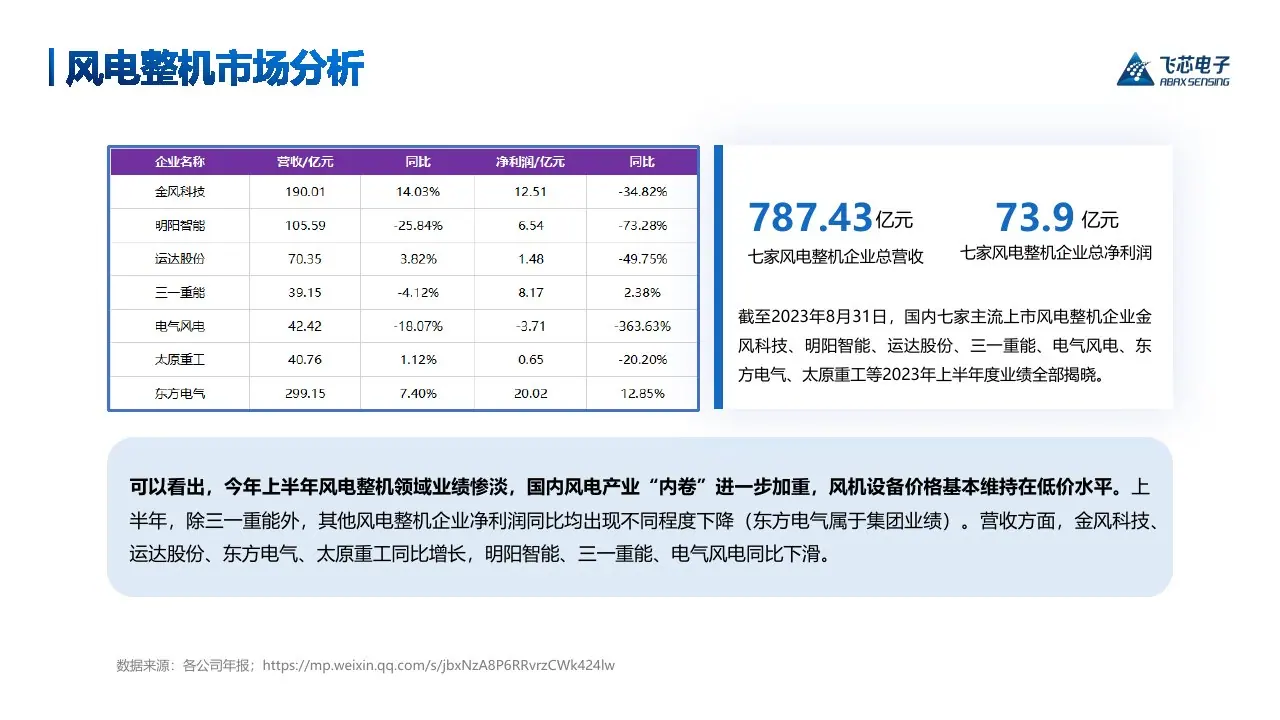 风电整机市场分析
飞芯电子
ABAX SENSING
企业名称 营收/亿元 同比 净利润/亿元 同比
金风科技 190.01 14.03% 12.51 -34.82%
明阳智能 105.59 -25.84% 6.54 -73.28%
运达股份 70.35 3.82% 1.48 -49.75%
三一重能 39.15 -4.12% 8.17 2.38%
电气风电 42.42 -18.07% -3.71 -363.63%
太原重工 40.76 1.12% 0.65 -20.20%
东方电气 299.15 7.40% 20.02 12.85%
787.43亿元
七家风电整机企业总营收
73.9 亿元
七家风电整机企业总净利润
截至2023年8月31日，国内七家主流上市风电整机企业金
风科技、明阳智能、运达股份、三一重能、电气风电、东
方电气、太原重工等2023年上半年度业绩全部揭晓。
可以看出，今年上半年风电整机领域业绩惨淡，国内风电产业“内卷”进一步加重，风机设备价格基本维持在低价水平。上
半年，除三一重能外，其他风电整机企业净利润同比均出现不同程度下降（东方电气属于集团业绩）。营收方面，金风科技、
运达股份、东方电气、太原重工同比增长，明阳智能、三一重能、电气风电同比下滑。
数据来源：各公司年报；https://mp.weixin.qq.com/s/jbxNzA8P6RRvrzCWk424lw